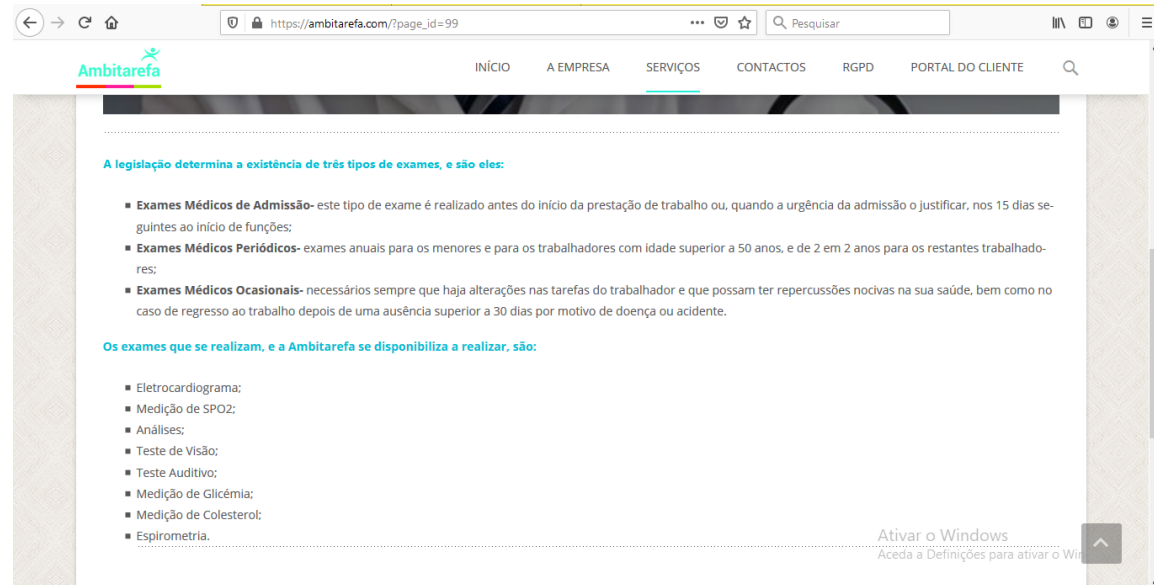 https://ambitarefa.com/?page_id=99
Pesquisar
Ambitarefa
INÍCIO A EMPRESA SERVIÇOS CONTACTOS RGPD PORTAL DO CLIENTE
A legislação determina a existência de três tipos de exames, e são eles:
Exames Médicos de Admissão- este tipo de exame é realizado antes do início da prestação de trabalho ou, quando a urgência da admissão o justificar, nos 15 dias se-
guintes ao início de funções;
Exames Médicos Periódicos- exames anuais para os menores e para os trabalhadores com idade superior a 50 anos, e de 2 em 2 anos para os restantes trabalhado-
res;
Exames Médicos Ocasionais- necessários sempre que haja alterações nas tarefas do trabalhador e que possam ter repercussões nocivas na sua saúde, bem como no
caso de regresso ao trabalho depois de uma ausência superior a 30 dias por motivo de doença ou acidente.
Os exames que se realizam, e a Ambitarefa se disponibiliza a realizar, são:
Eletrocardiograma;
Medição de SPO2;
Análises;
Teste de Visão;
Teste Auditivo;
Medição de Glicémia;
Medição de Colesterol;
Espirometria.
Ativar o Windows
Aceda a Definições para ativar o Win